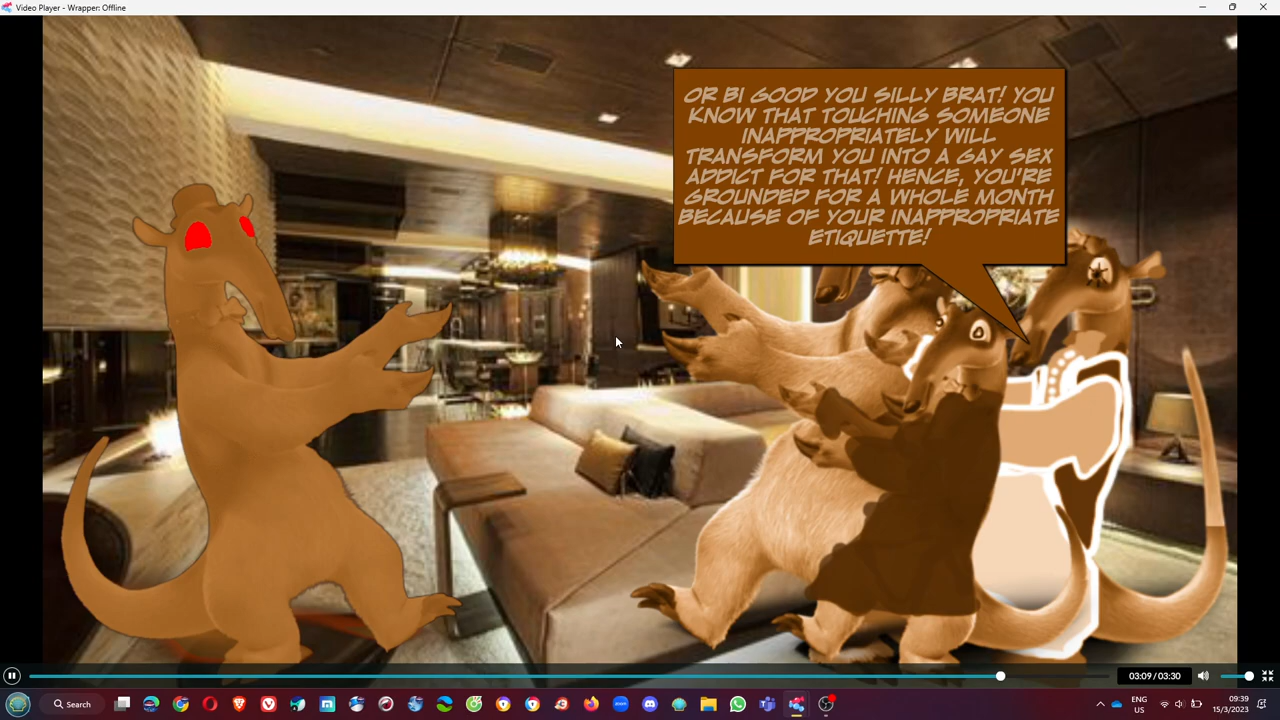 Video Player - Wrapper: Offline
OR BI GOOD YOU SILLY BRAT! YOU
KNOW THAT TOUCHING SOMEONE
INAPPROPRIATELY WILL
TRANSFORM YOU INTO A GAY SEX
ADDICT FOR THAT! HENCE, YOU'RE
GROUNDED FOR A WHOLE MONTH
BECAUSE OF YOUR INAPPROPRIATE
ETIQUETTE!
03:09 / 03:30
Search
zoom
ENG
US
09:39
15/3/2023